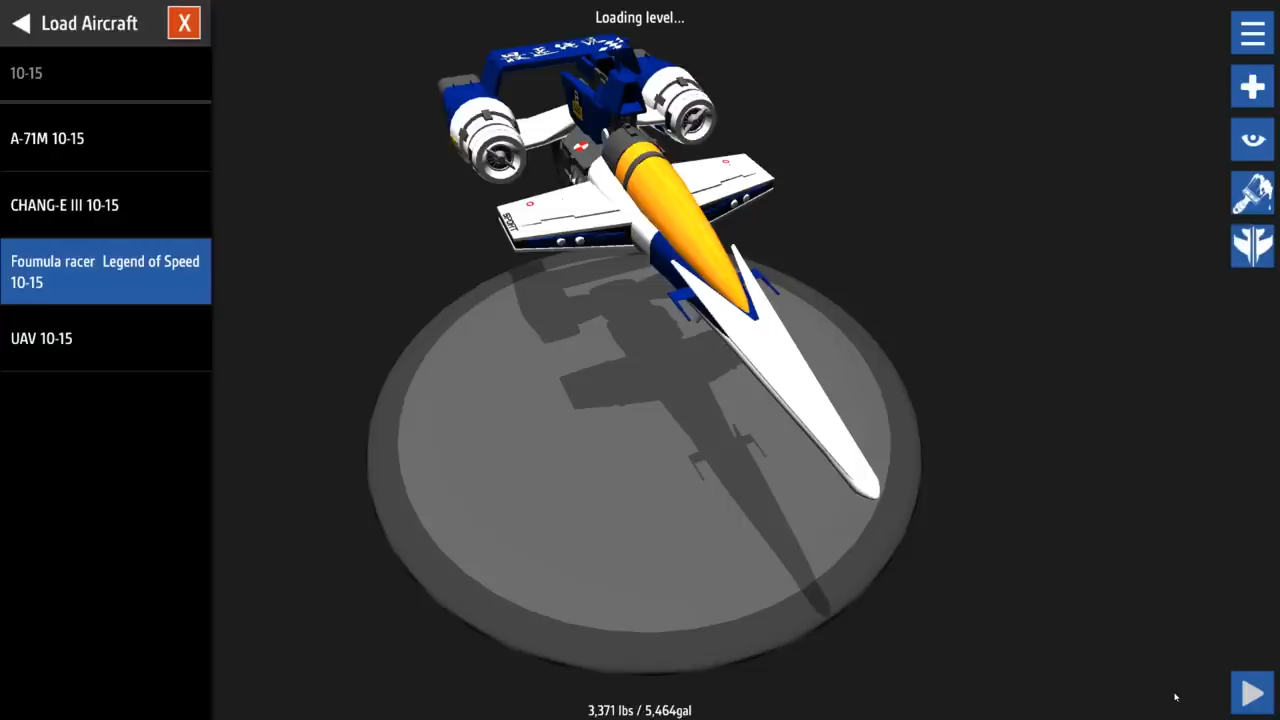 Load Aircraft
X
Loading level...
10-15
A-71M 10-15
CHANG-E III 10-15
Foumula racer Legend of Speed
10-15
UAV 10-15
SPORT
3,371 lbs / 5,464gal